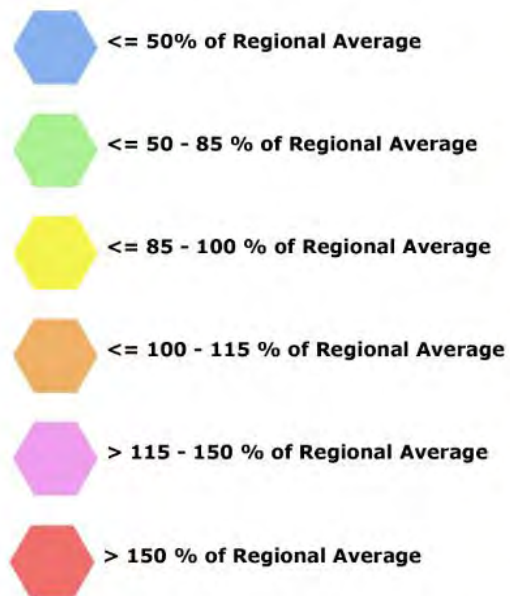 <= 50% of Regional Average
<= 50 - 85 % of Regional Average
<= 85 - 100 % of Regional Average
<= 100 - 115 % of Regional Average
> 115 - 150 % of Regional Average
> 150 % of Regional Average